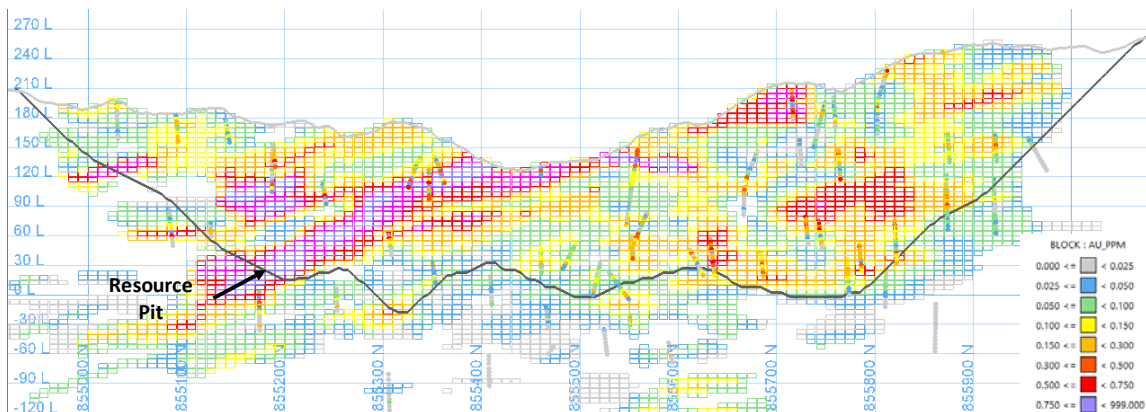 270 L
240 L
210 L
180 L
150 L
120 L
90 L
60 L
30 L
0 L
-30 L
-60 L
-90 L
-120 L
Resource
Pit
855000 N
855100 N
855200 N
855300 N
855400 N
855500 N
855600 N
855700 N
855800 N
855900 N
BLOCK : AU_PPM
0.000 <= < 0.025
0.025 <= < 0.050
0.050 <= < 0.100
0.100 <= < 0.150
0.150 <= < 0.300
0.300 <= < 0.500
0.500 <= < 0.750
0.750 <= < 999.000